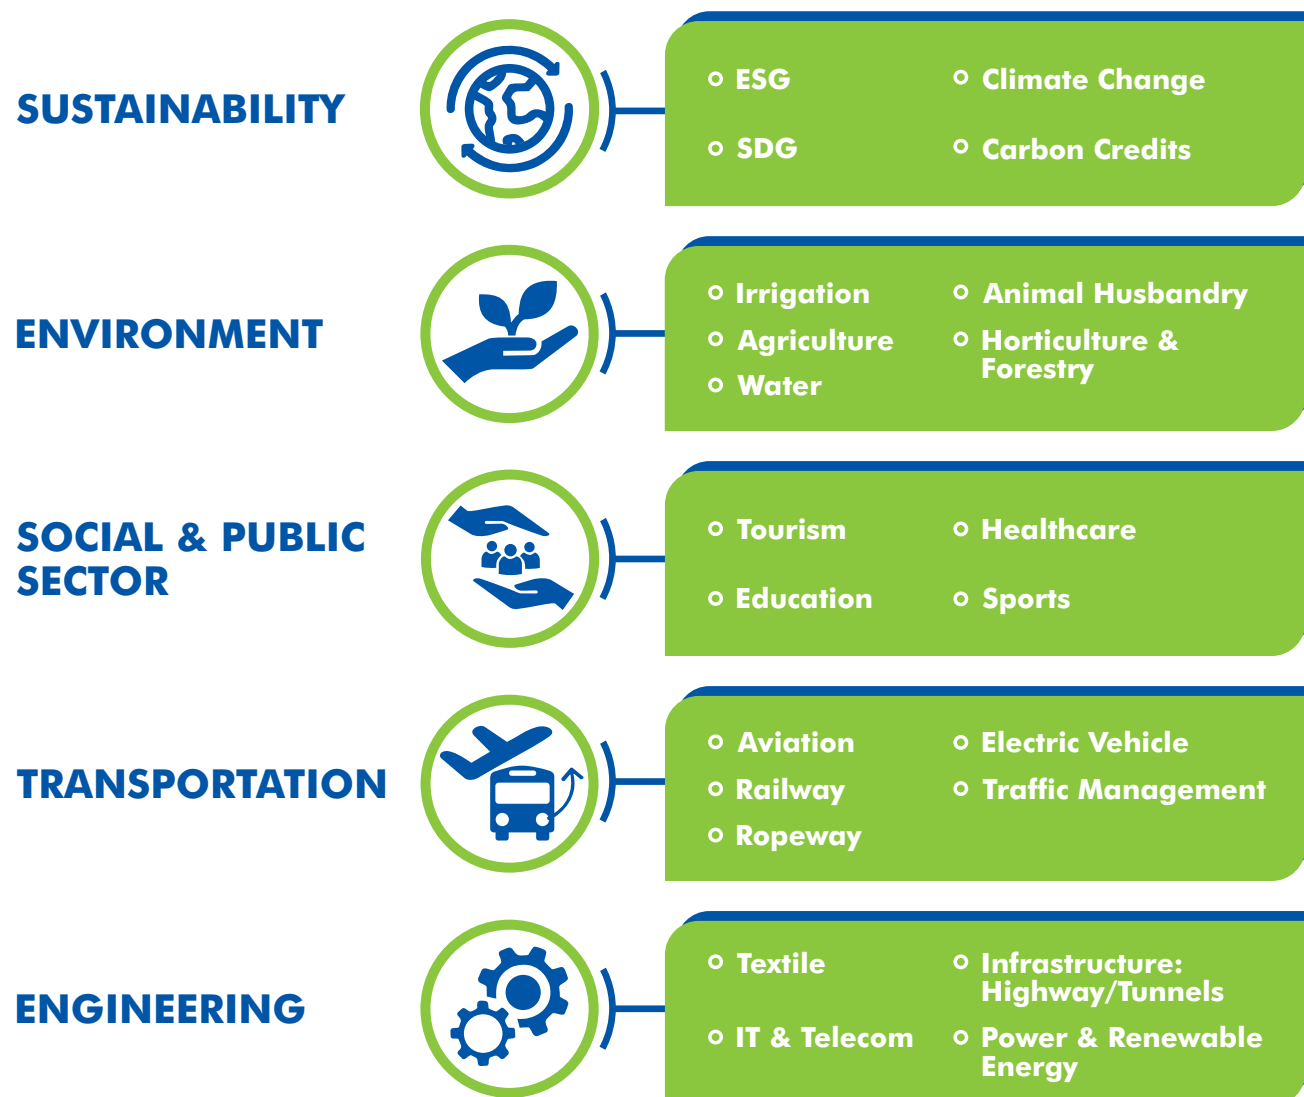 SUSTAINABILITY
ESG
SDG
Climate Change
Carbon Credits
ENVIRONMENT
Irrigation
Agriculture
Water
Animal Husbandry
Horticulture &
Forestry
SOCIAL & PUBLIC
SECTOR
Tourism
Education
Healthcare
Sports
TRANSPORTATION
Aviation
Railway
Ropeway
Electric Vehicle
Traffic Management
ENGINEERING
Textile
IT & Telecom
Infrastructure:
Highway/Tunnels
Power & Renewable
Energy